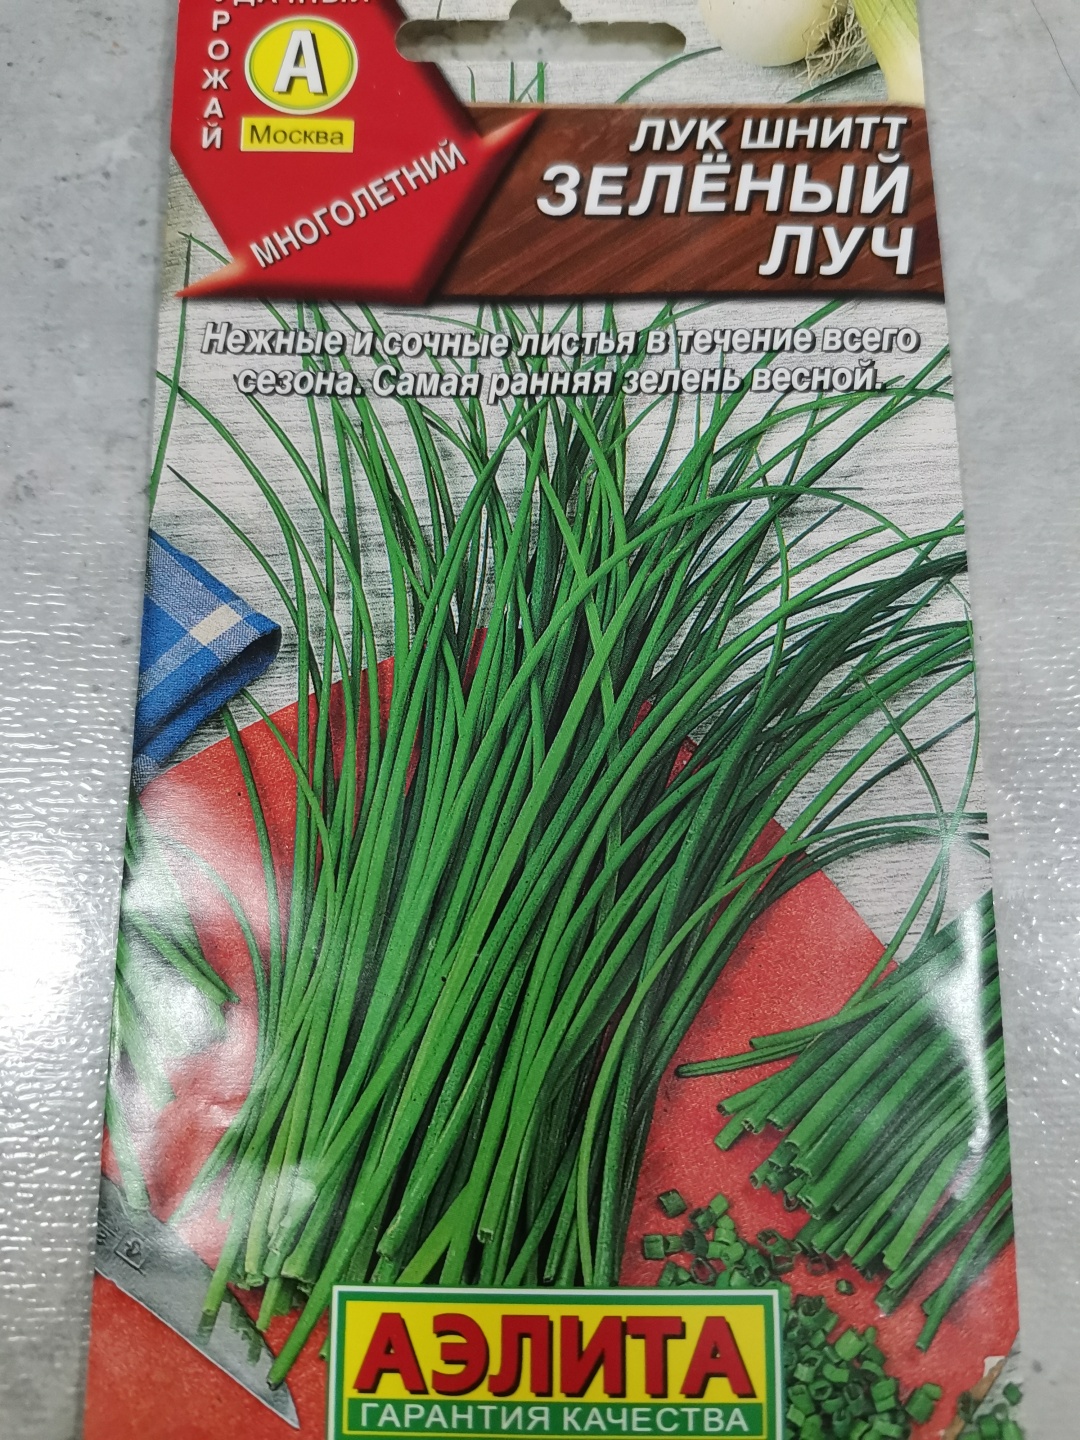 УДАЧНЫЙ
УРОЖАЙ
А
Москва
МНОГОЛЕТНИЙ
ЛУК ШНИТТ
ЗЕЛЁНЫЙ
ЛУЧ
Нежные и сочные листья в течение всего
сезона. Самая ранняя зелень весной.
АЭЛИТА
ГАРАНТИЯ КАЧЕСТВА